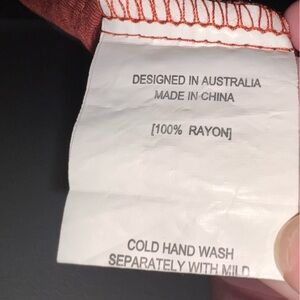 DESIGNED IN AUSTRALIA
MADE IN CHINA
[100% RAYON]
COLD HAND WASH
SEPARATELY WITH MILD